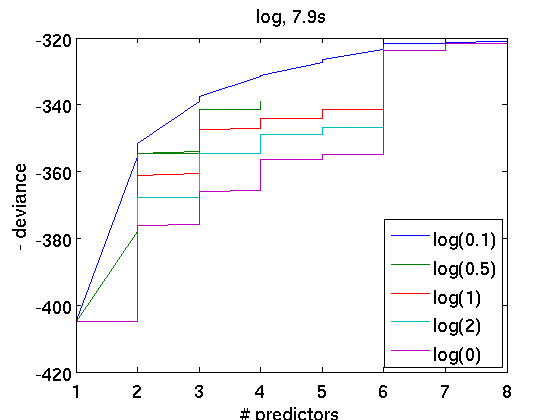 log, 7.9s
- deviance
-320
-340
-360
-380
-400
-420
log(0.1)
log(0.5)
log(1)
log(2)
log(0)
1 2 3 4 5 6 7 8
# predictors